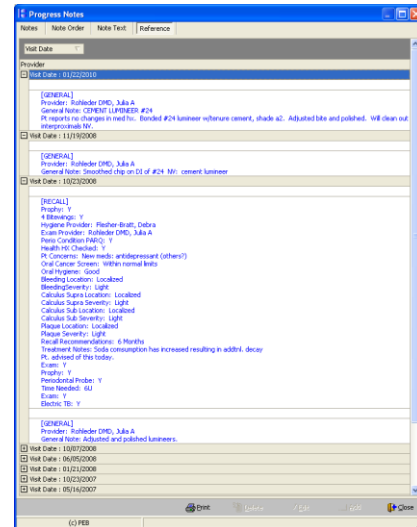 Progress Notes
Notes Note Order Note Text Reference
Visit Date
Provider
Visit Date : 01/22/2010
[GENERAL]
Provider: Rohleder DMD, Julia A
General Note: CEMENT LUMINEER #24
Pt reports no changes in med hx. Bonded #24 lumineer w/tenure cement, shade a2. Adjusted bite and polished. Will clean out
interproximals NV.
Visit Date : 11/19/2008
[GENERAL]
Provider: Rohleder DMD, Julia A
General Note: Smoothed chip on DI of #24 NV: cement lumineer
Visit Date : 10/23/2008
[RECALL]
Prophy: Y
4 Bitewings: Y
Hygiene Provider: Flesher-Bratt, Debra
Exam Provider: Rohleder DMD, Julia A
Perio Condition PARQ: Y
Health HX Checked: Y
Pt Concerns: New meds: antidepressant (others?)
Oral Cancer Screen: Within normal limits
Oral Hygiene: Good
Bleeding Location: Localized
BleedingSeverity: Light
Calculus Supra Location: Localized
Calculus Supra Severity: Light
Calculus Sub Location: Localized
Calculus Sub Severity: Light
Plaque Location: Localized
Plaque Severity: Light
Recall Recommendations: 6 Months
Treatment Notes: Soda consumption has increased resulting in addtnl. decay
Pt. advised of this today.
Exam: Y
Prophy: Y
Periodontal Probe: Y
Time Needed: 6U
Exam: Y
Electric TB: Y
[GENERAL]
Provider: Rohleder DMD, Julia A
General Note: Adjusted and polished lumineers.
Visit Date : 10/07/2008
Visit Date : 06/05/2008
Visit Date : 01/21/2008
Visit Date : 10/23/2007
Visit Date : 05/16/2007
Print Delete Edit Add Close
(c) PEB